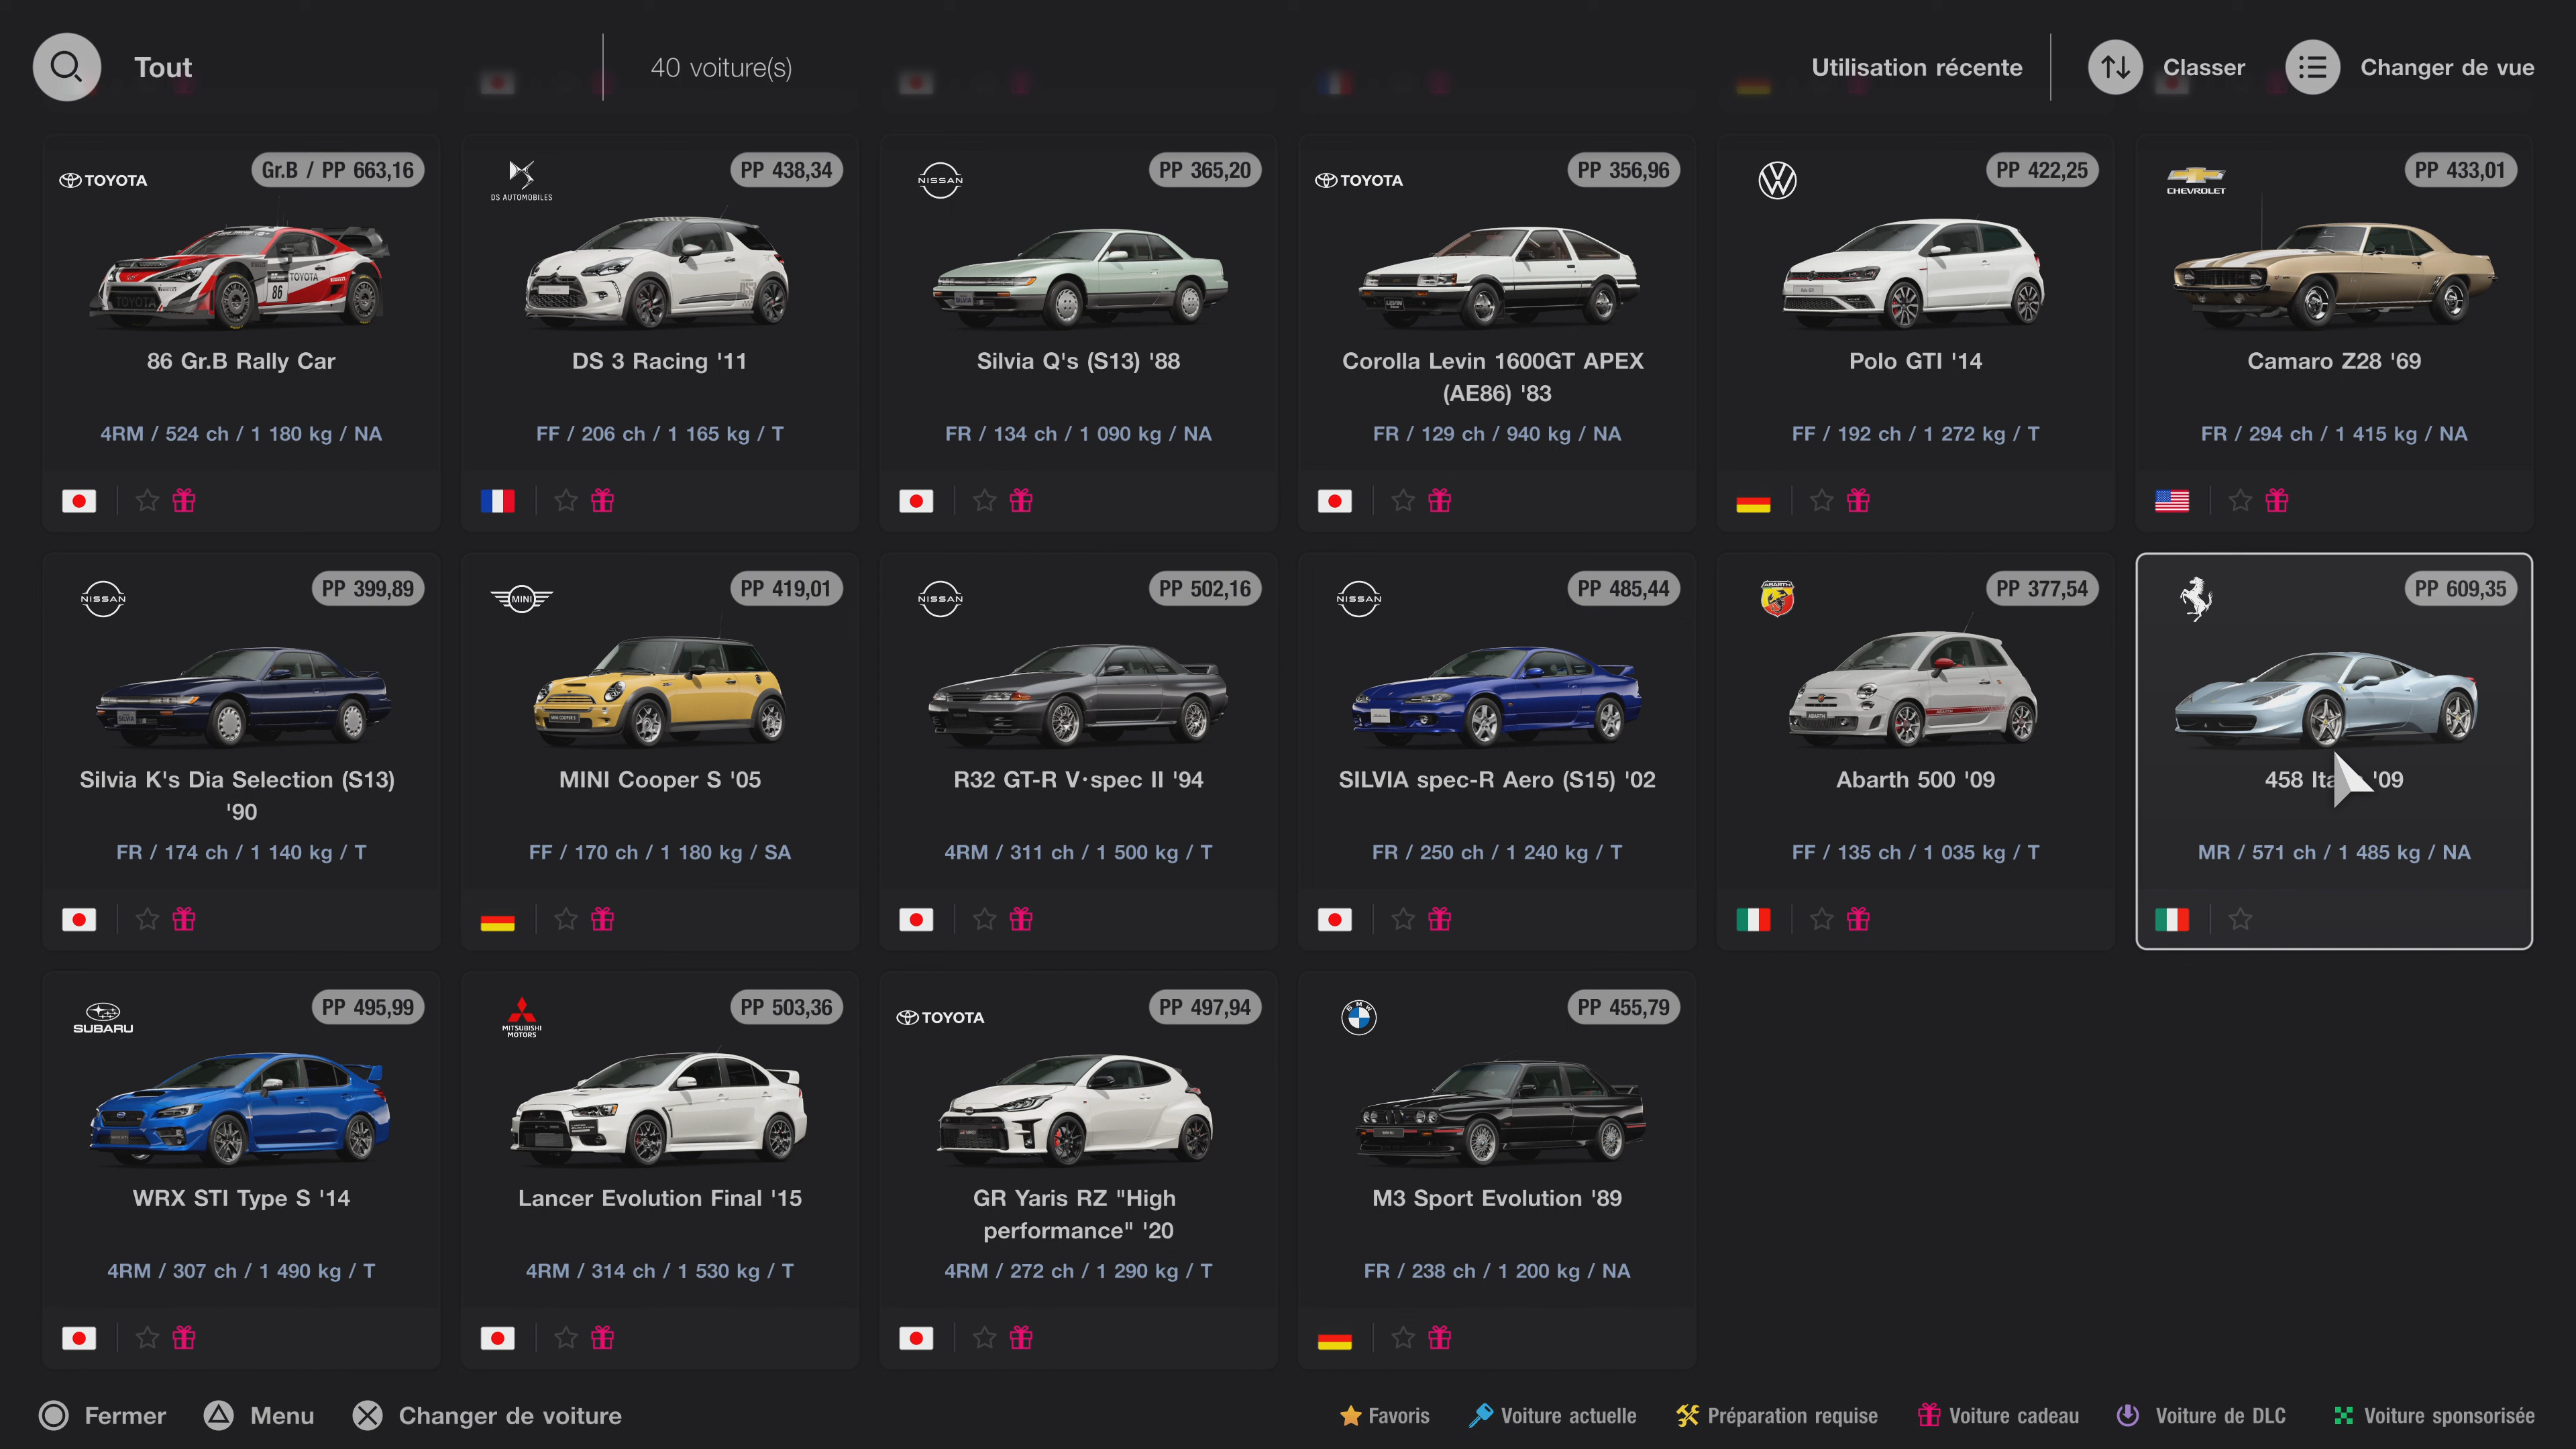 Tout
40 voiture(s)
Utilisation récente
Classer
Changer de vue
TOYOTA
Gr.B / PP 663,16
86 Gr.B Rally Car
4RM / 524 ch / 1 180 kg / NA
DS AUTOMOBILES
PP 438,34
DS 3 Racing '11
FF / 206 ch / 1 165 kg / T
NISSAN
PP 365,20
Silvia Q's (S13) '88
FR / 134 ch / 1 090 kg / NA
TOYOTA
PP 356,96
Corolla Levin 1600GT APEX
(AE86) '83
FR / 129 ch / 940 kg / NA
PP 422,25
Polo GTI '14
FF / 192 ch / 1 272 kg / T
CHEVROLET
PP 433,01
Camaro Z28 '69
FR / 294 ch / 1 415 kg / NA
NISSAN
PP 399,89
Silvia K's Dia Selection (S13)
'90
FR / 174 ch / 1 140 kg / T
MINI
PP 419,01
MINI Cooper S '05
FF / 170 ch / 1 180 kg / SA
NISSAN
PP 502,16
R32 GT-R V·spec II '94
4RM / 311 ch / 1 500 kg / T
NISSAN
PP 485,44
SILVIA spec-R Aero (S15) '02
FR / 250 ch / 1 240 kg / T
ABARTH
PP 377,54
Abarth 500 '09
FF / 135 ch / 1 035 kg / T
PP 609,35
458 '09
MR / 571 ch / 1 485 kg / NA
SUBARU
PP 495,99
WRX STI Type S '14
4RM / 307 ch / 1 490 kg / T
MITSUBISHI
MOTORS
PP 503,36
Lancer Evolution Final '15
4RM / 314 ch / 1 530 kg / T
TOYOTA
PP 497,94
GR Yaris RZ "High
performance" '20
4RM / 272 ch / 1 290 kg / T
BMW
PP 455,79
M3 Sport Evolution '89
FR / 238 ch / 1 200 kg / NA
Fermer
Menu
Changer de voiture
Favoris
Voiture actuelle
Préparation requise
Voiture cadeau
Voiture de DLC
Voiture sponsorisée